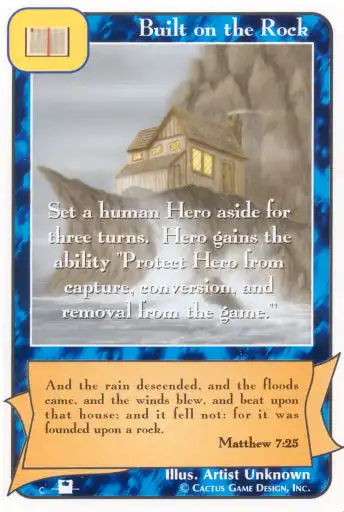 Built on the Rock
Set a human Hero aside for
three turns. Hero gains the
ability "Protect Hero from
capture, conversion, and
removal from the game."
And the rain descended, and the floods
came, and the winds blew, and beat upon
that house; and it fell not: for it was
founded upon a rock.
Matthew 7:25
Illus. Artist Unknown
C
© Cactus Game Design, Inc.